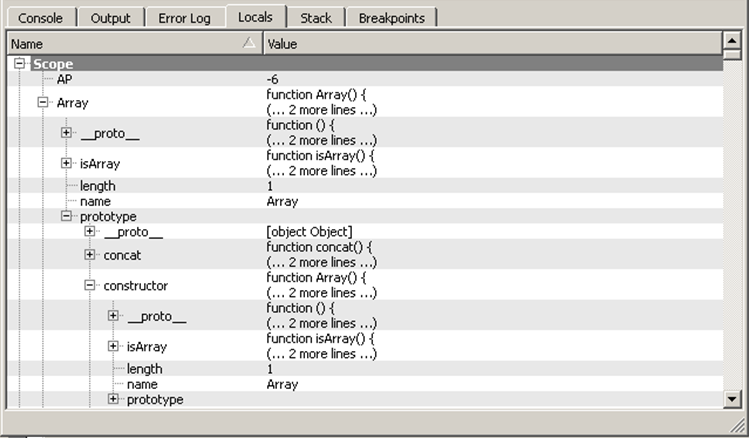 Console Output Error Log Locals Stack Breakpoints
Name Value
Scope
AP -6
Array function Array() {
(... 2 more lines ...)
__proto__ function () {
(... 2 more lines ...)
isArray function isArray() {
(... 2 more lines ...)
length 1
name Array
prototype
__proto__ [object Object]
concat function concat() {
(... 2 more lines ...)
constructor function Array() {
(... 2 more lines ...)
__proto__ function () {
(... 2 more lines ...)
isArray function isArray() {
(... 2 more lines ...)
length 1
name Array
prototype